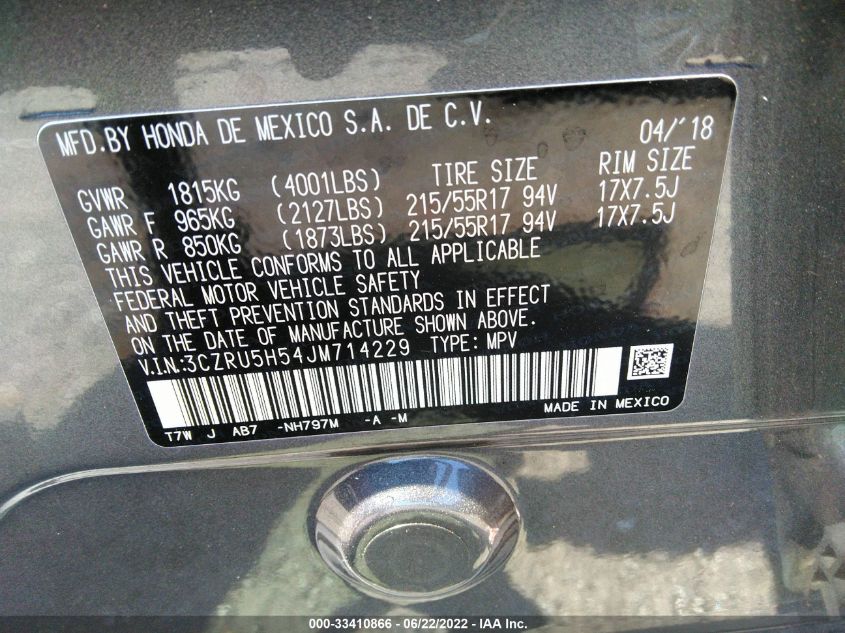 MFD.BY HONDA DE MEXICO S.A. DE C.V. 04/'18
TIRE SIZE RIM SIZE
GVWR 1815KG (4001LBS)
GAWR F 965KG (2127LBS) 215/55R17 94V 17X7.5J
GAWR R 850KG (1873LBS) 215/55R17 94V 17X7.5J
THIS VEHICLE CONFORMS TO ALL APPLICABLE
FEDERAL MOTOR VEHICLE SAFETY
AND THEFT PREVENTION STANDARDS IN EFFECT
ON THE DATE OF MANUFACTURE SHOWN ABOVE.
V.I.N:3CZRU5H54JM714229 TYPE: MPV
T7W J AB7 -NH797M -A -M MADE IN MEXICO
000-33410866 - 06/22/2022 - IAA Inc.